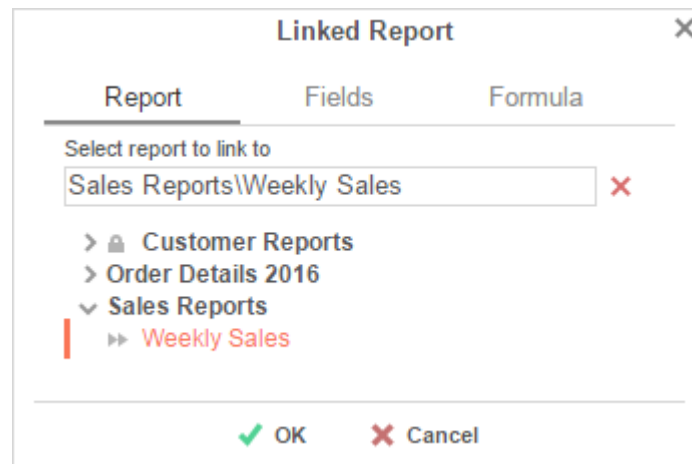 Linked Report
Report Fields Formula
Select report to link to
Sales Reports\Weekly Sales
Customer Reports
Order Details 2016
Sales Reports
Weekly Sales
OK Cancel